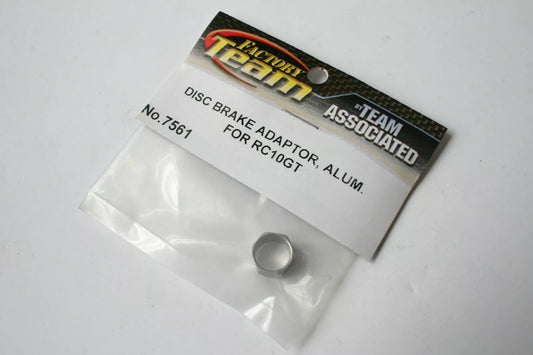 FACTORY
Team
BY TEAM
ASSOCIATED
DISC BRAKE ADAPTOR, ALUM.
FOR RC10GT
No.7561